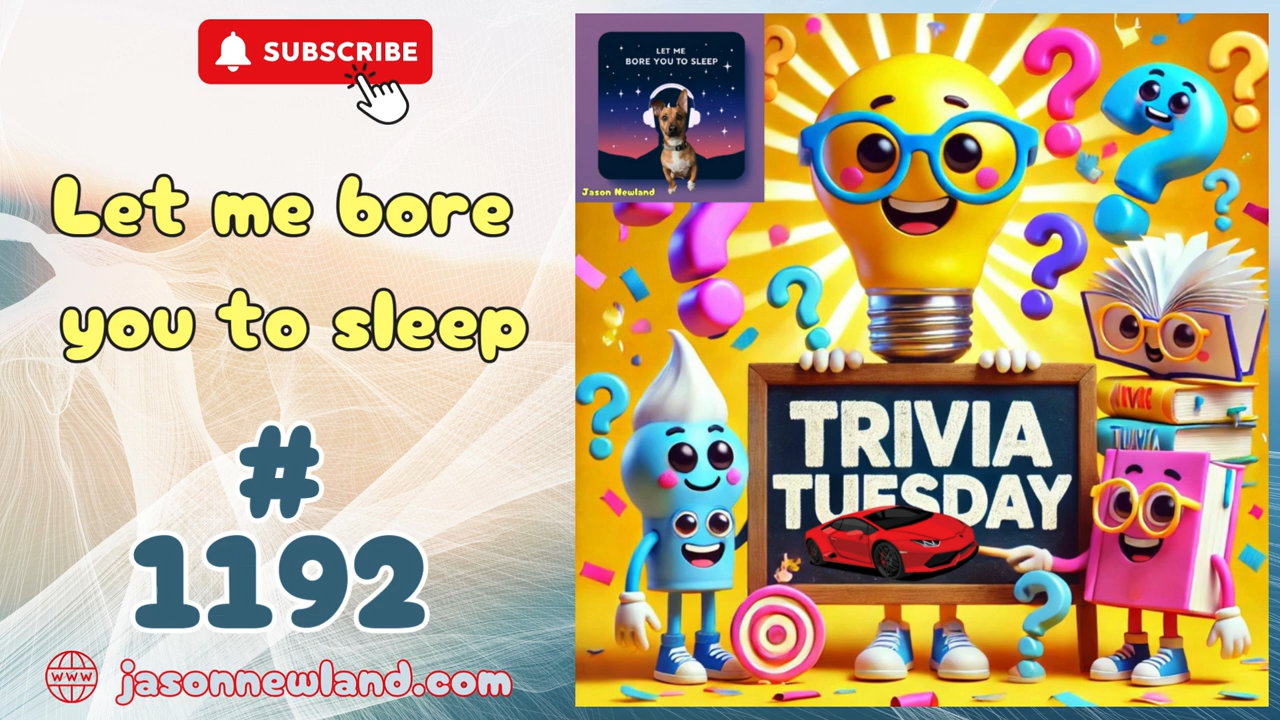 SUBSCRIBE
Let me bore
you to sleep
#
1192
WWW
jasonnewland.com
LET ME
BORE YOU TO SLEEP
Jason Newland
TRIVIA
TUESDAY